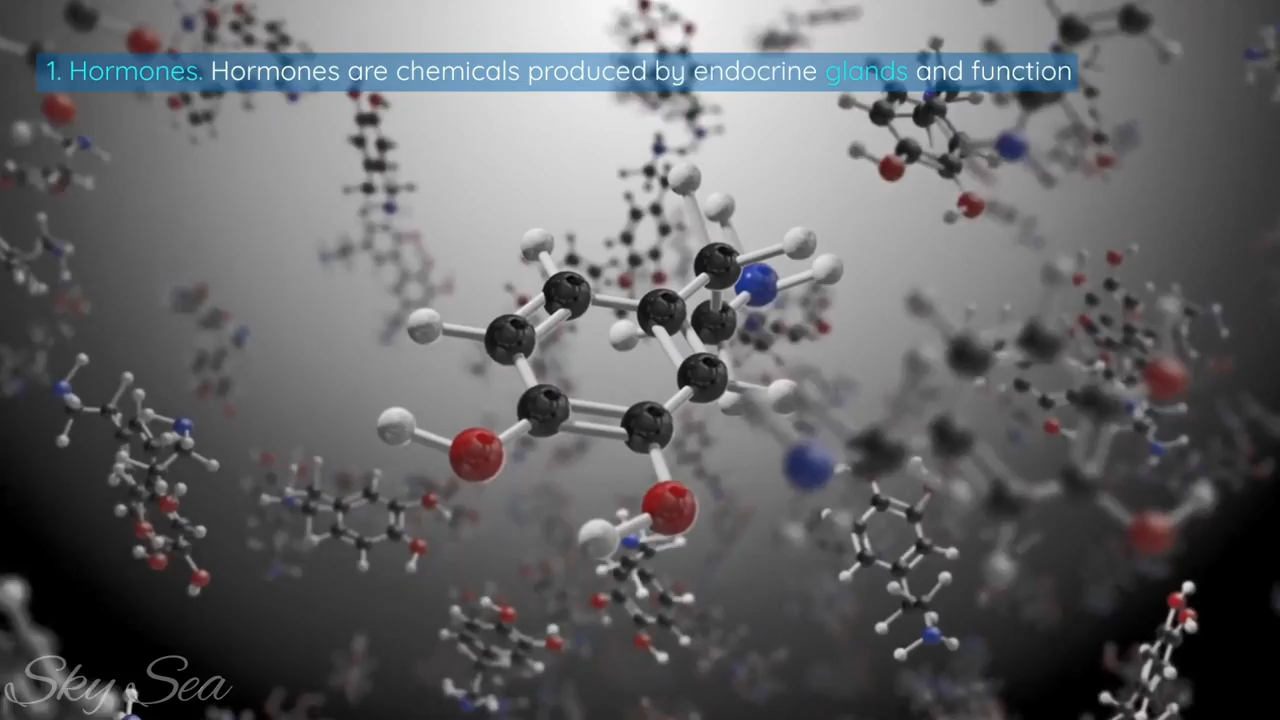 1. Hormones. Hormones are chemicals produced by endocrine glands and function
Sky Sea